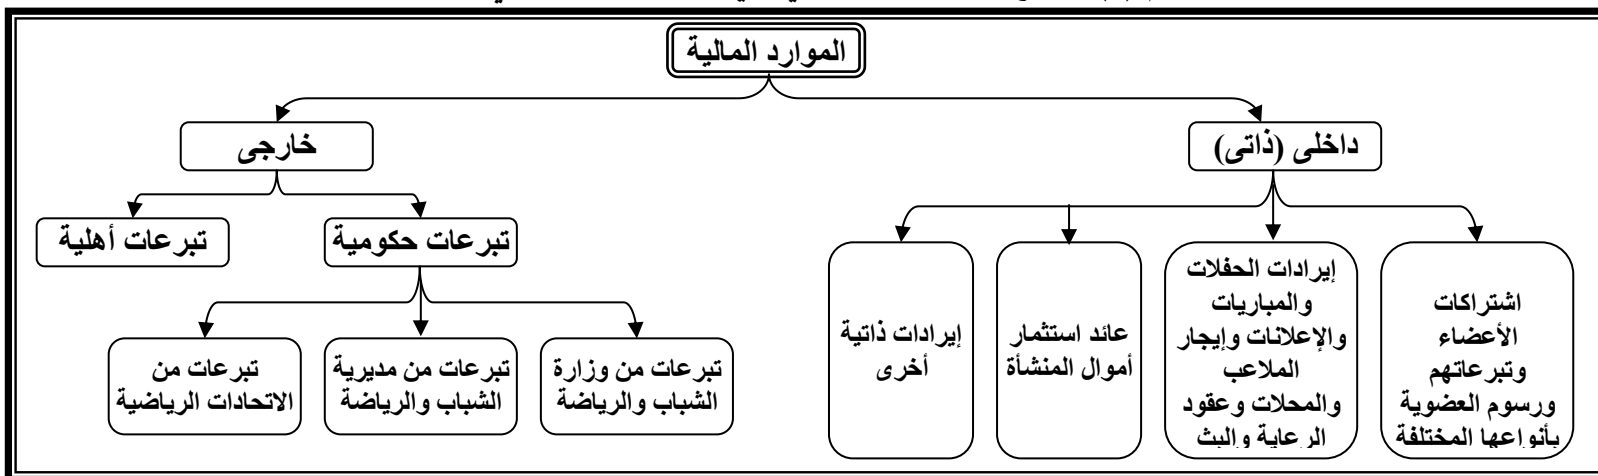 الموارد المالية
داخلى (ذاتى)
خارجى
اشتراكات
الأعضاء
وتبرعاتهم
ورسوم العضوية
بأنواعها المختلفة
إيرادات الحفلات
والمباريات
والإعلانات وإيجار
الملاعب
والمحلات وعقود
الرعاية والبث
عائد استثمار
أموال المنشأة
إيرادات ذاتية
أخرى
تبرعات حكومية
تبرعات أهلية
تبرعات من وزارة
الشباب والرياضة
تبرعات من مديرية
الشباب والرياضة
تبرعات من
الاتحادات الرياضية